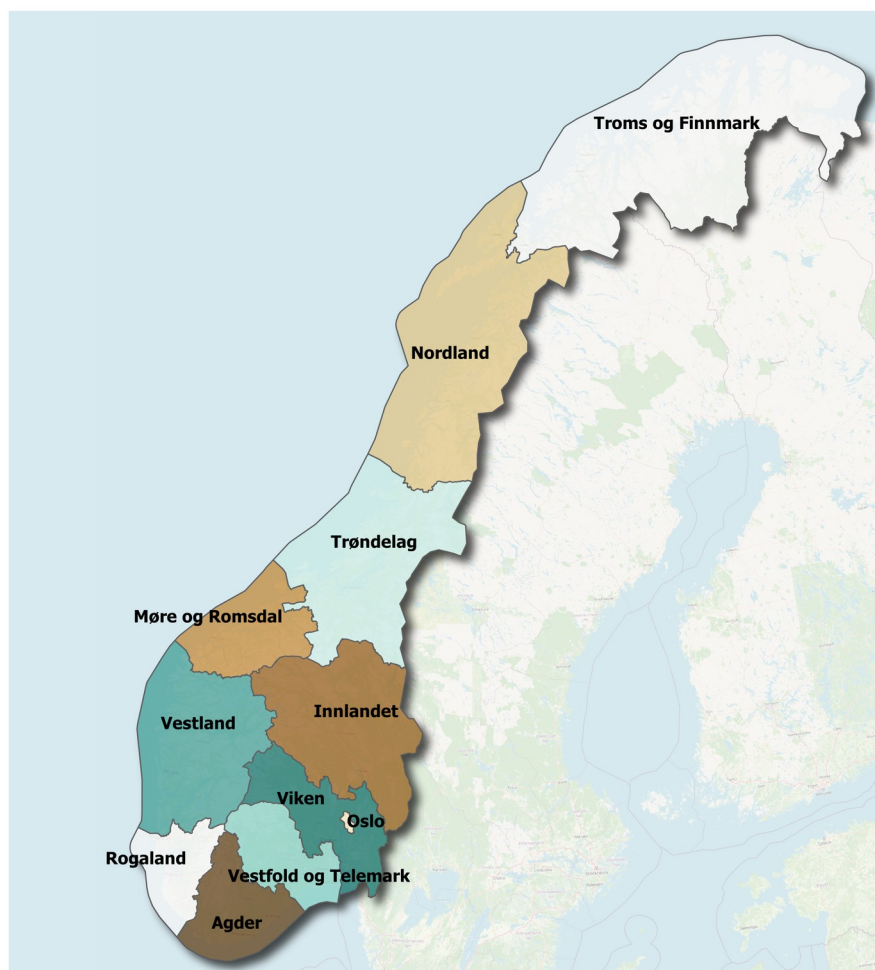 Troms og Finnmark
Nordland
Trøndelag
Møre og Romsdal
Innlandet
Vestland
Viken
Oslo
Rogaland
Vestfold og Telemark
Agder